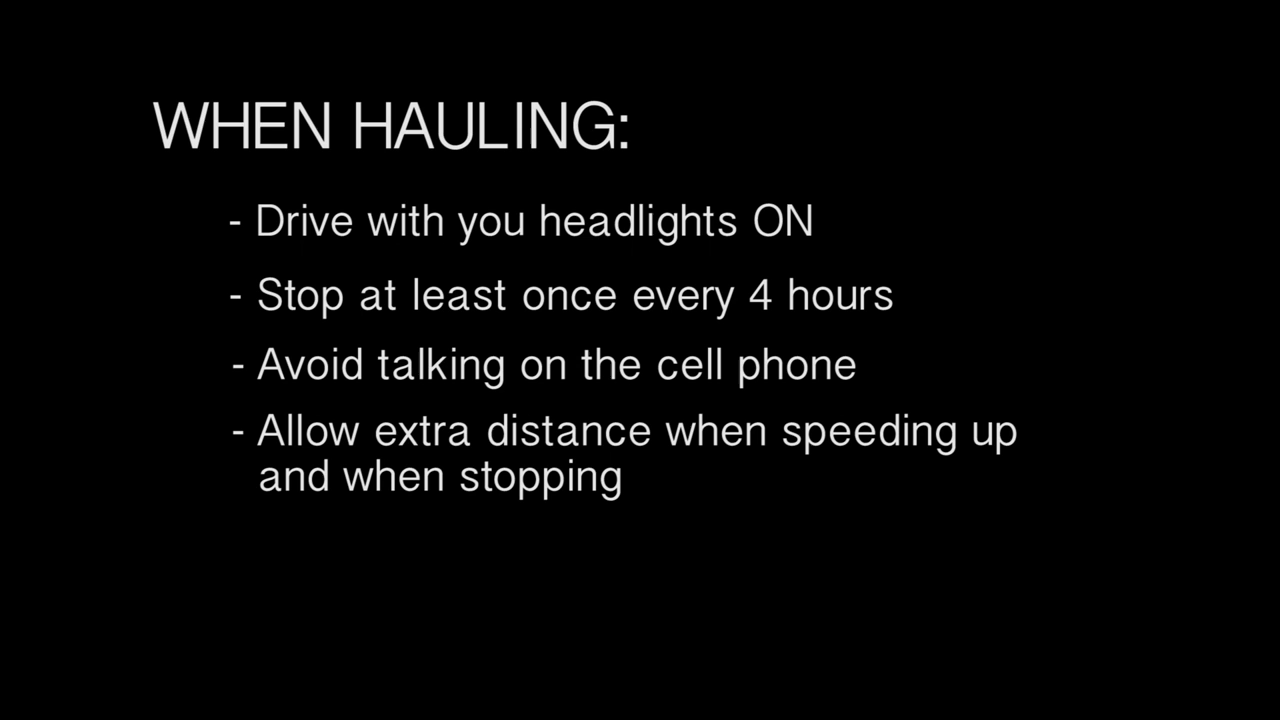 WHEN HAULING:
- Drive with you headlights ON
- Stop at least once every 4 hours
- Avoid talking on the cell phone
- Allow extra distance when speeding up
and when stopping